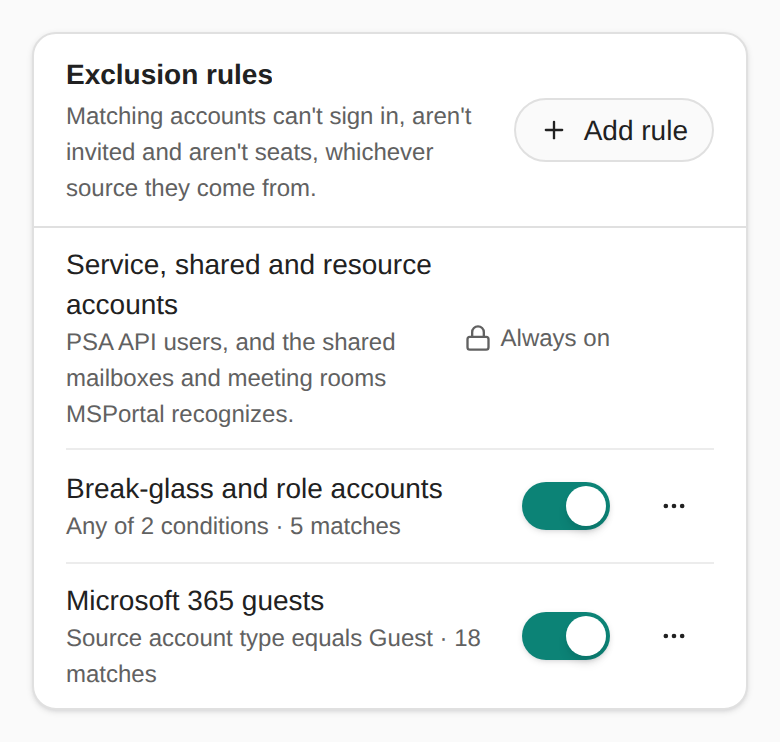 Exclusion rules
Matching accounts can't sign in, aren't
invited and aren't seats, whichever
source they come from.
Add rule
Service, shared and resource
accounts
PSA API users, and the shared
mailboxes and meeting rooms
MSPortal recognizes.
Always on
Break-glass and role accounts
Any of 2 conditions · 5 matches
Microsoft 365 guests
Source account type equals Guest · 18
matches